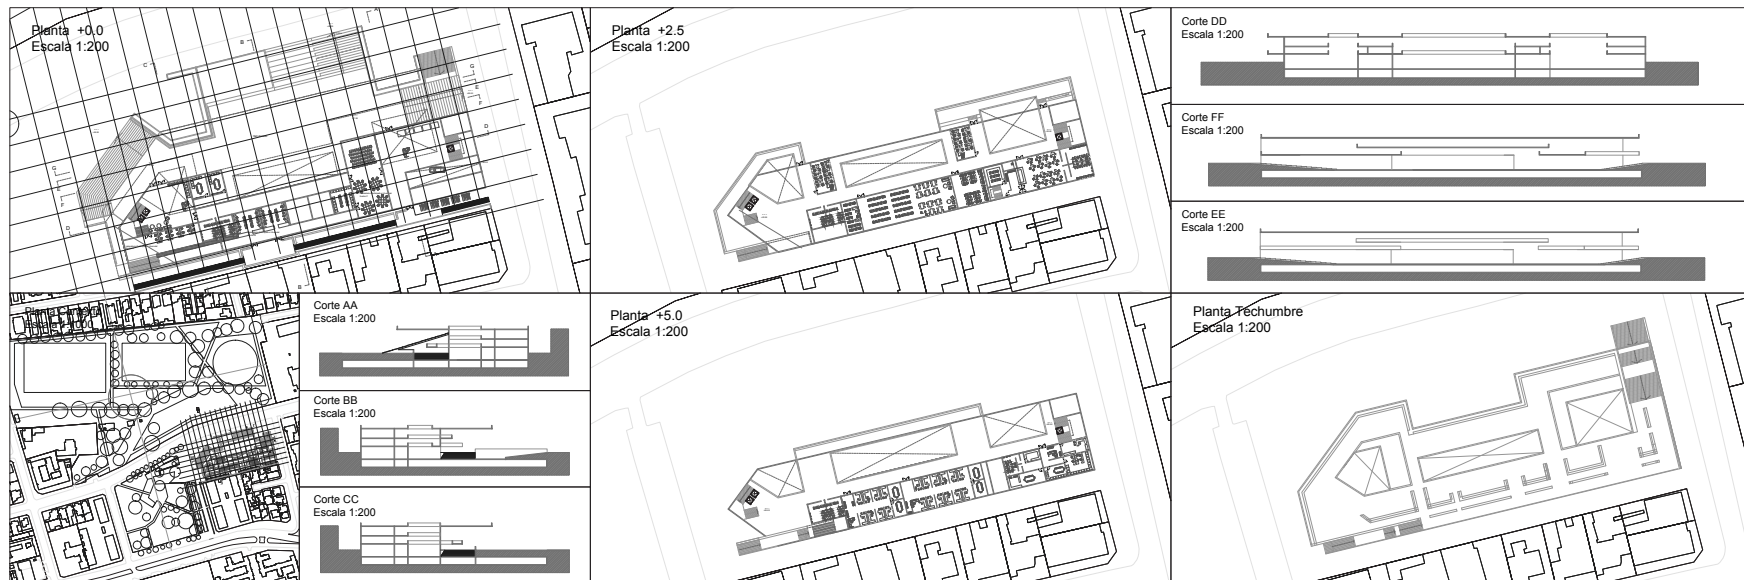 Planta +0.0
Escala 1:200
Planta +2.5
Escala 1:200
Corte DD
Escala 1:200
Corte FF
Escala 1:200
Corte EE
Escala 1:200
Corte AA
Escala 1:200
Corte BB
Escala 1:200
Corte CC
Escala 1:200
Planta +5.0
Escala 1:200
Planta Techumbre
Escala 1:200